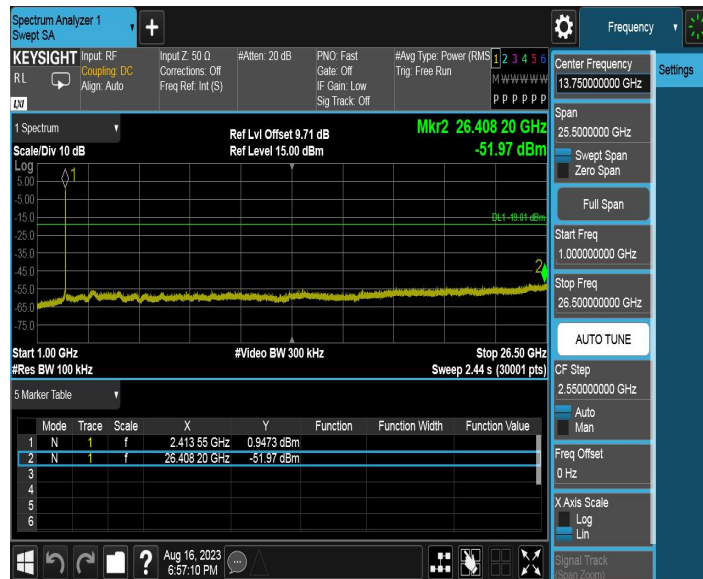 Spectrum Analyzer 1
Swept SA
+
Frequency
KEYSIGHT
RL
LXI
Input: RF
Coupling: DC
Align: Auto
Input Z: 50 Ω
Corrections: Off
Freq Ref: Int (S)
#Atten: 20 dB
PNO: Fast
Gate: Off
IF Gain: Low
Sig Track: Off
#Avg Type: Power (RMS
Trig: Free Run
1 2 3 4 5 6
M W W W W W
P P P P P P
Center Frequency
13.750000000 GHz
Settings
Span
25.5000000 GHz
Swept Span
Zero Span
Full Span
Start Freq
1.000000000 GHz
Stop Freq
26.500000000 GHz
AUTO TUNE
CF Step
2.550000000 GHz
Auto
Man
Freq Offset
0 Hz
X Axis Scale
Log
Lin
Signal Track
(Span Zoom)
1 Spectrum
Scale/Div 10 dB
Ref Lvl Offset 9.71 dB
Ref Level 15.00 dBm
Mkr2 26.408 20 GHz
-51.97 dBm
Log
5.00
-5.00
-15.0
-25.0
-35.0
-45.0
-55.0
-65.0
-75.0
1
DL1 -19.01 dBm
2
Start 1.00 GHz
#Res BW 100 kHz
#Video BW 300 kHz
Stop 26.50 GHz
Sweep 2.44 s (30001 pts)
5 Marker Table
Mode Trace Scale X Y Function Function Width Function Value
1 N 1 f 2.413 55 GHz 0.9473 dBm
2 N 1 f 26.408 20 GHz -51.97 dBm
3
4
5
6
?
Aug 16, 2023
6:57:10 PM